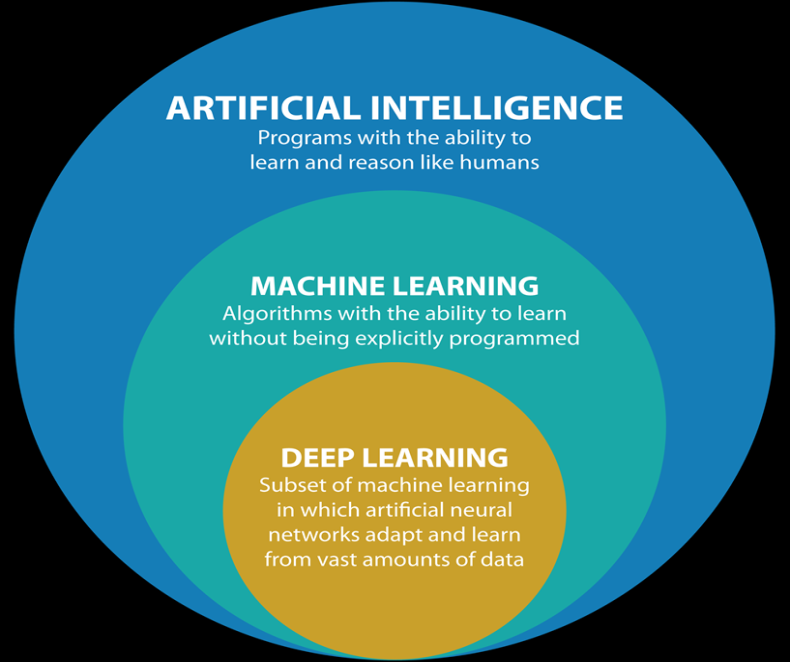 ARTIFICIAL INTELLIGENCE
Programs with the ability to
learn and reason like humans
MACHINE LEARNING
Algorithms with the ability to learn
without being explicitly programmed
DEEP LEARNING
Subset of machine learning
in which artificial neural
networks adapt and learn
from vast amounts of data